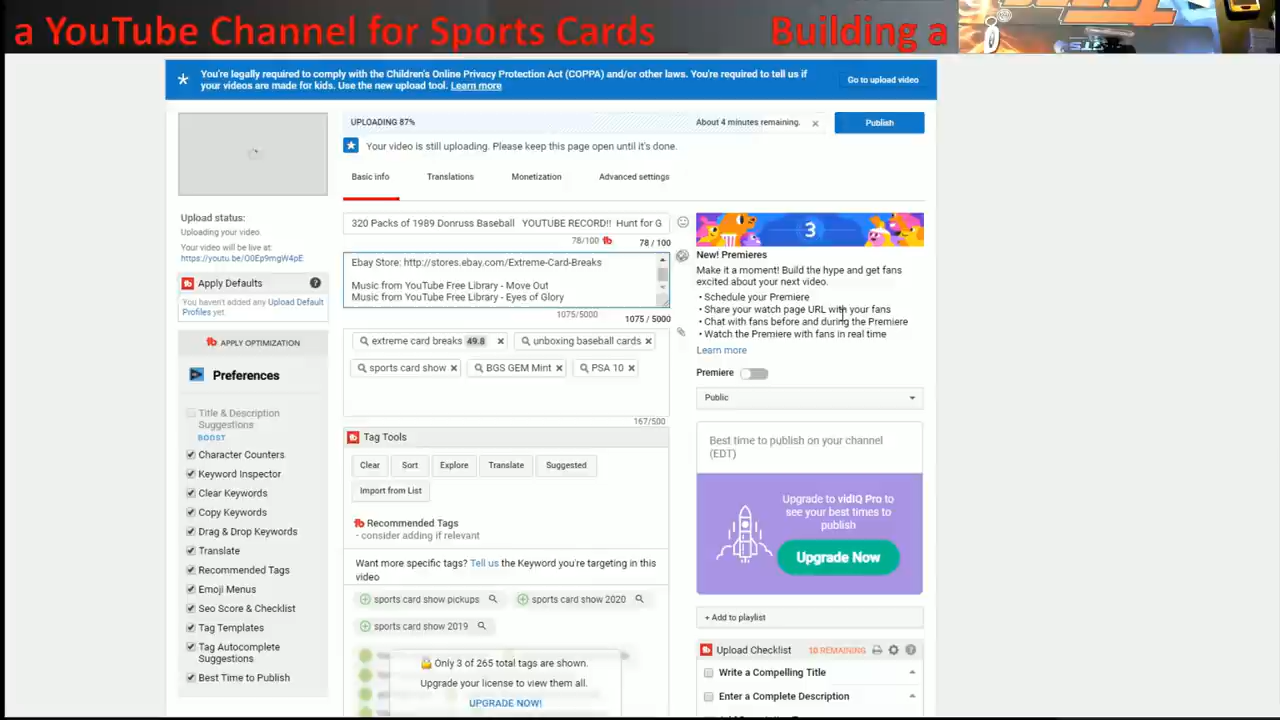 a YouTube Channel for Sports Cards Building a
You're legally required to comply with the Children's Online Privacy Protection Act (COPPA) and/or other laws. You're required to tell us if
your videos are made for kids. Use the new upload tool. Learn more
Go to upload video
UPLOADING 87%
About 4 minutes remaining.
Publish
Your video is still uploading. Please keep this page open until it's done.
Basic info
Translations
Monetization
Advanced settings
Upload status:
Uploading your video.
Your video will be live at:
https://youtu.be/O0Ep9mgW4pE
Apply Defaults
You haven't added any Upload Default
Profiles yet.
APPLY OPTIMIZATION
Preferences
Title & Description
Suggestions
BOOST
Character Counters
Keyword Inspector
Clear Keywords
Copy Keywords
Drag & Drop Keywords
Translate
Recommended Tags
Emoji Menus
Seo Score & Checklist
Tag Templates
Tag Autocomplete
Suggestions
Best Time to Publish
320 Packs of 1989 Donruss Baseball YOUTUBE RECORD!! Hunt for G
78/100 tb 78 / 100
Ebay Store: http://stores.ebay.com/Extreme-Card-Breaks
Music from YouTube Free Library - Move Out
Music from YouTube Free Library - Eyes of Glory
1075/5000 1075 / 5000
extreme card breaks 49.8
unboxing baseball cards
sports card show
BGS GEM Mint
PSA 10
167/500
Tag Tools
Clear
Sort
Explore
Translate
Suggested
Import from List
Recommended Tags
- consider adding if relevant
Want more specific tags? Tell us the Keyword you're targeting in this
video
sports card show pickups
sports card show 2020
sports card show 2019
Only 3 of 265 total tags are shown.
Upgrade your license to view them all.
UPGRADE NOW!
3
New! Premieres
Make it a moment! Build the hype and get fans
excited about your next video.
• Schedule your Premiere
• Share your watch page URL with your fans
• Chat with fans before and during the Premiere
• Watch the Premiere with fans in real time
Learn more
Premiere
Public
Best time to publish on your channel
(EDT)
Upgrade to vidIQ Pro to
see your best times to
publish
Upgrade Now
+ Add to playlist
Upload Checklist 10 REMAINING
Write a Compelling Title
Enter a Complete Description